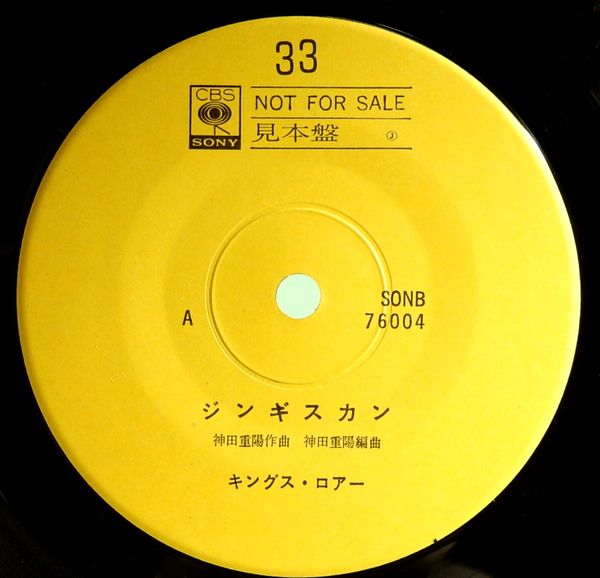 33
CBS
SONY
NOT FOR SALE
見本盤 Ⓙ
SONB
A 76004
ジンギスカン
神田重陽作曲 神田重陽編曲
キングス・ロアー